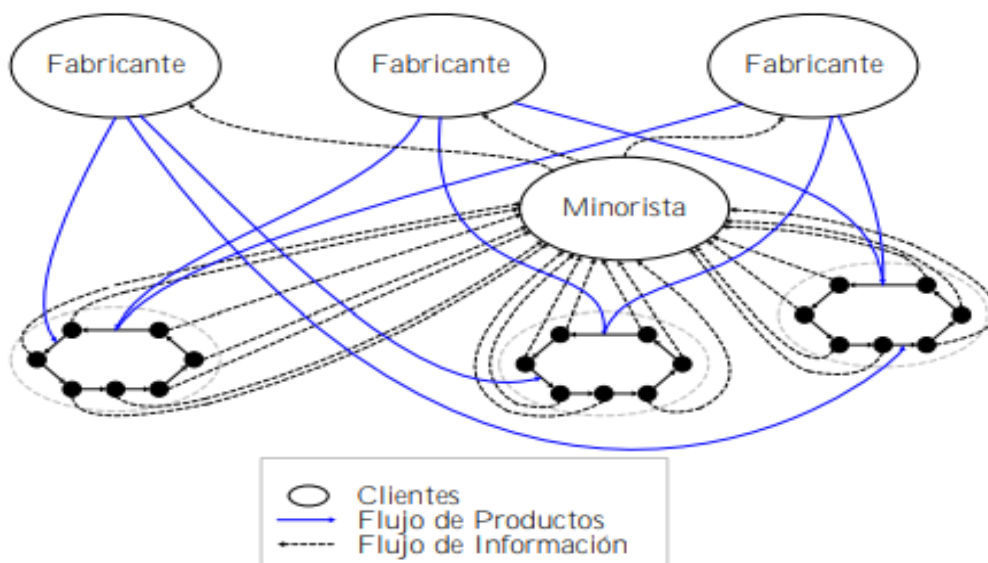 Fabricante
Fabricante
Fabricante
Minorista
Clientes
Flujo de Productos
Flujo de Información